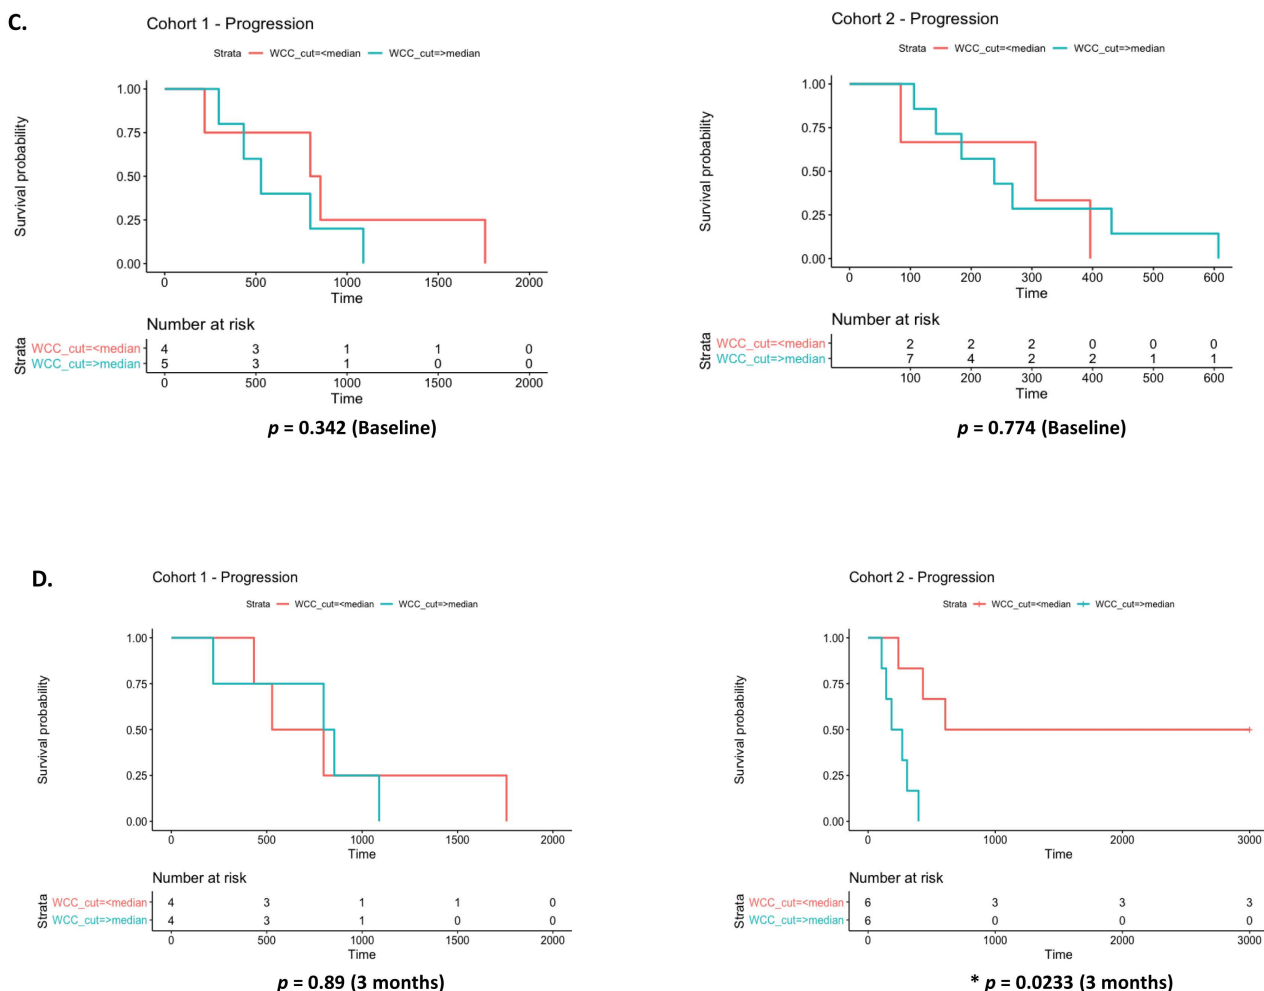 C.
Cohort 1 - Progression
Strata WCC_cut=<median WCC_cut=>median
Survival probability
1.00
0.75
0.50
0.25
0.00
0 500 1000 1500 2000
Time
Number at risk
Strata
WCC_cut=<median 4 3 1 1 0
WCC_cut=>median 5 3 1 0 0
0 500 1000 1500 2000
Time
p = 0.342 (Baseline)
Cohort 2 - Progression
Strata WCC_cut=<median WCC_cut=>median
Survival probability
1.00
0.75
0.50
0.25
0.00
0 100 200 300 400 500 600
Time
Number at risk
Strata
WCC_cut=<median 2 2 2 0 0 0
WCC_cut=>median 7 4 2 2 1 1
100 200 300 400 500 600
Time
p = 0.774 (Baseline)
D.
Cohort 1 - Progression
Strata WCC_cut=<median WCC_cut=>median
Survival probability
1.00
0.75
0.50
0.25
0.00
0 500 1000 1500 2000
Time
Number at risk
Strata
WCC_cut=<median 4 3 1 1 0
WCC_cut=>median 4 3 1 0 0
0 500 1000 1500 2000
Time
p = 0.89 (3 months)
Cohort 2 - Progression
Strata WCC_cut=<median WCC_cut=>median
Survival probability
1.00
0.75
0.50
0.25
0.00
0 1000 2000 3000
Time
Number at risk
Strata
WCC_cut=<median 6 3 3 3
WCC_cut=>median 6 0 0 0
0 1000 2000 3000
Time
* p = 0.0233 (3 months)